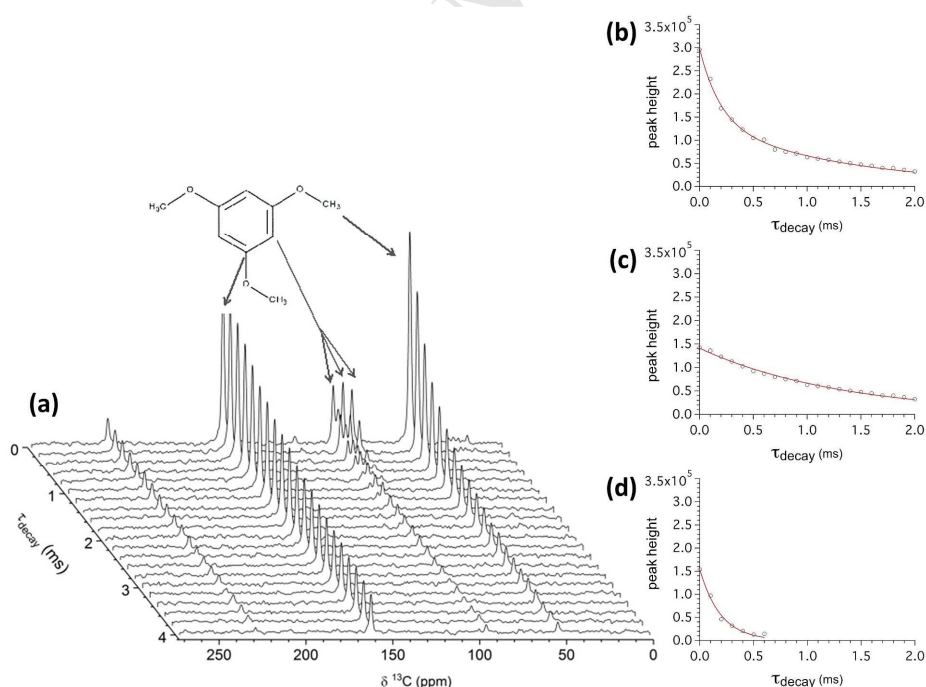 (a)
H₃C
O
O
CH₃
O
CH₃
0
1
2
3
4
τdecay (ms)
250 200 150 100 50 0
δ ¹³C (ppm)
(b)
3.5x10⁵
3.0
2.5
2.0
1.5
1.0
0.5
0.0
peak height
0.0 0.5 1.0 1.5 2.0
τdecay (ms)
(c)
3.5x10⁵
3.0
2.5
2.0
1.5
1.0
0.5
0.0
peak height
0.0 0.5 1.0 1.5 2.0
τdecay (ms)
(d)
3.5x10⁵
3.0
2.5
2.0
1.5
1.0
0.5
0.0
peak height
0.0 0.5 1.0 1.5 2.0
τdecay (ms)